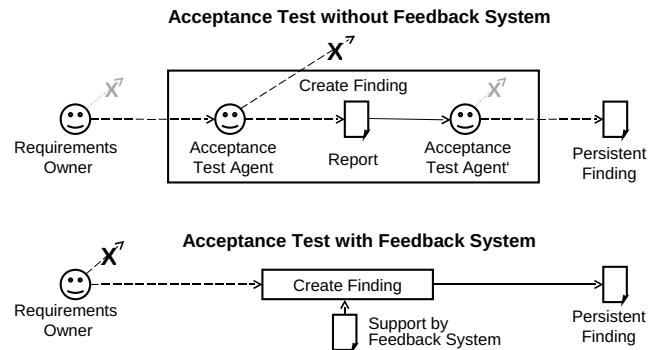 Acceptance Test without Feedback System
X
X
X
Create Finding
Requirements
Owner
Acceptance
Test Agent
Report
Acceptance
Test Agent‘
Persistent
Finding
Acceptance Test with Feedback System
X
Create Finding
Requirements
Owner
Support by
Feedback System
Persistent
Finding